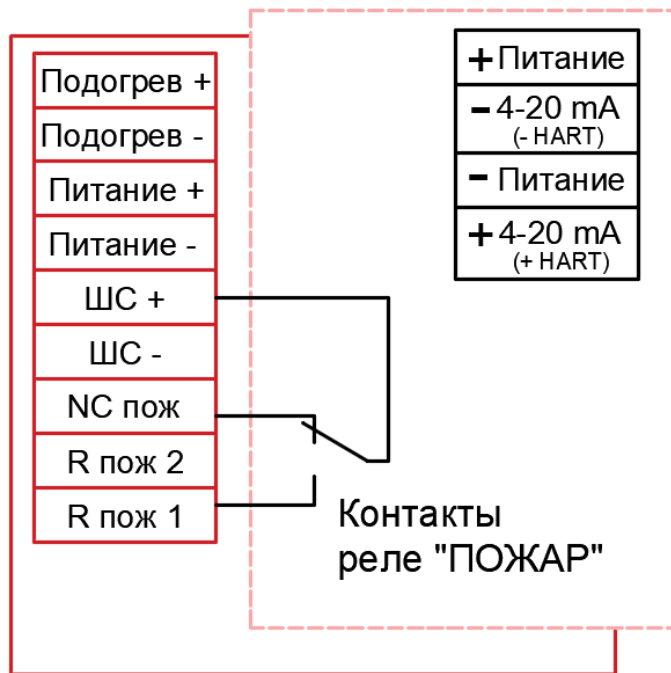 Подогрев +
Подогрев -
Питание +
Питание -
ШС +
ШС -
NC пож
R пож 2
R пож 1
+ Питание
- 4-20 mA
(- HART)
- Питание
+ 4-20 mA
(+ HART)
Контакты
реле "ПОЖАР"